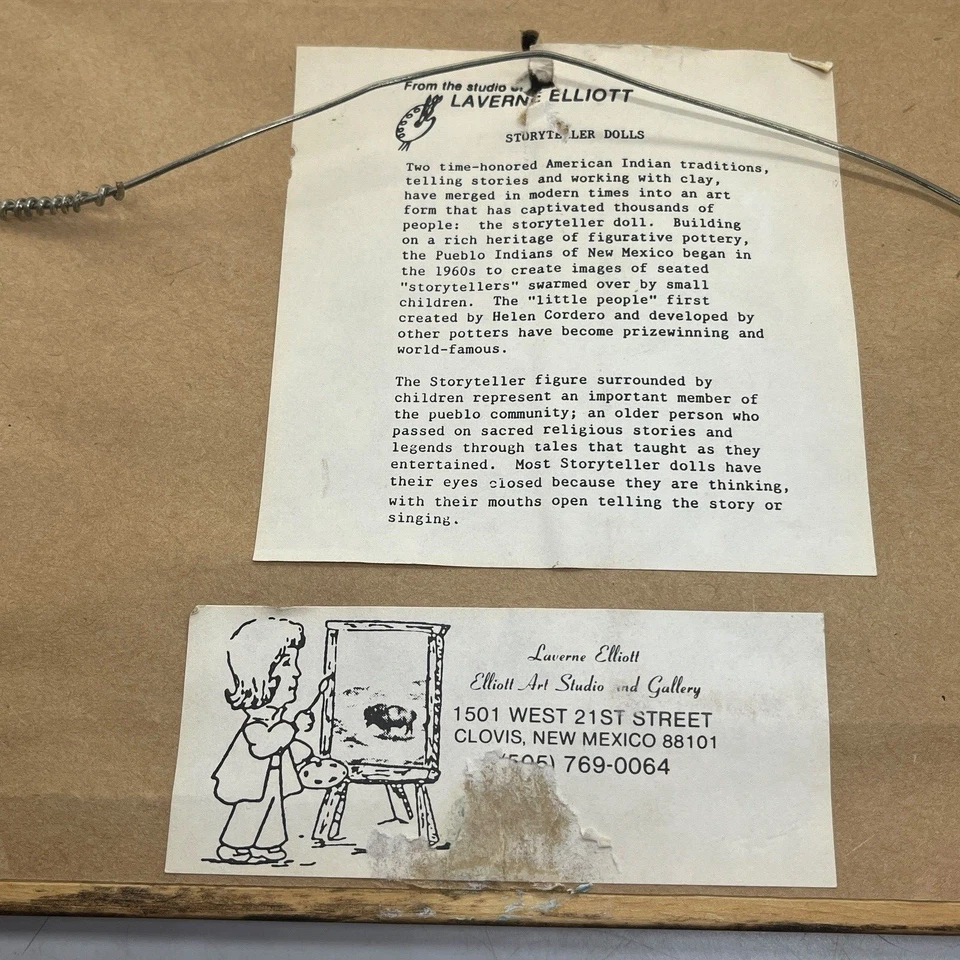 From the studio of
LAVERNE ELLIOTT
STORYTELLER DOLLS
Two time-honored American Indian traditions,
telling stories and working with clay,
have merged in modern times into an art
form that has captivated thousands of
people: the storyteller doll. Building
on a rich heritage of figurative pottery,
the Pueblo Indians of New Mexico began in
the 1960s to create images of seated
"storytellers" swarmed over by small
children. The "little people" first
created by Helen Cordero and developed by
other potters have become prizewinning and
world-famous.
The Storyteller figure surrounded by
children represent an important member of
the pueblo community; an older person who
passed on sacred religious stories and
legends through tales that taught as they
entertained. Most Storyteller dolls have
their eyes closed because they are thinking,
with their mouths open telling the story or
singing.
Laverne Elliott
Elliott Art Studio and Gallery
1501 WEST 21ST STREET
CLOVIS, NEW MEXICO 88101
(505) 769-0064